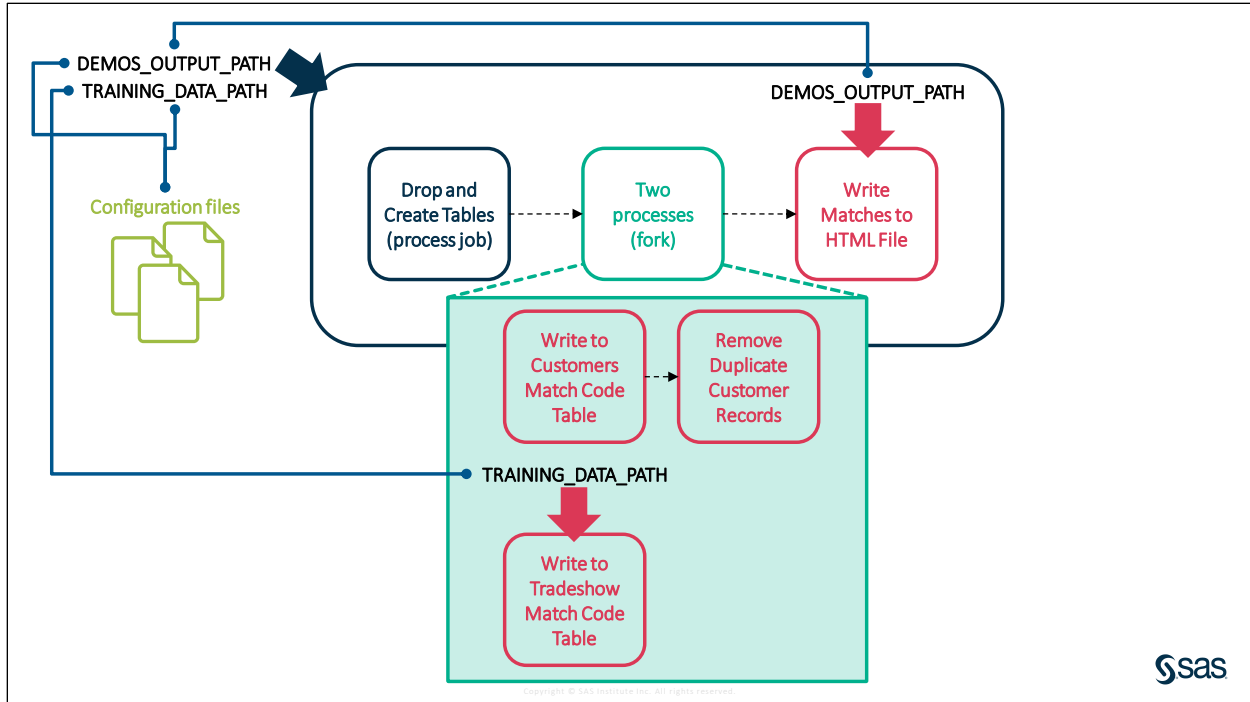 DEMOS_OUTPUT_PATH
TRAINING_DATA_PATH
DEMOS_OUTPUT_PATH
Configuration files
Drop and
Create Tables
(process job)
Two
processes
(fork)
Write
Matches to
HTML File
Write to
Customers
Match Code
Table
Remove
Duplicate
Customer
Records
TRAINING_DATA_PATH
Write to
Tradeshow
Match Code
Table
sas
Copyright © SAS Institute Inc. All rights reserved.